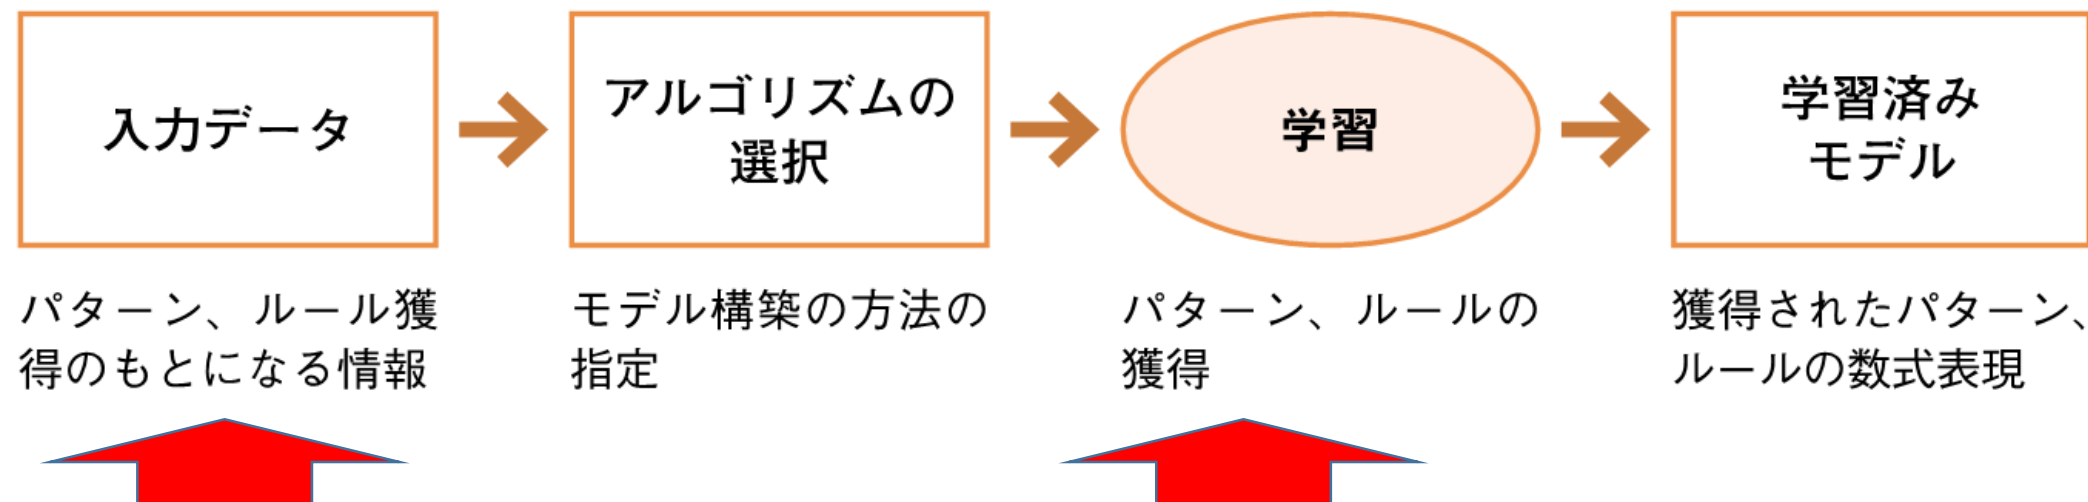 入力データ
アルゴリズムの
選択
学習
学習済み
モデル
パターン、ルール獲
得のもとになる情報
モデル構築の方法の
指定
パターン、ルールの
獲得
獲得されたパターン、
ルールの数式表現